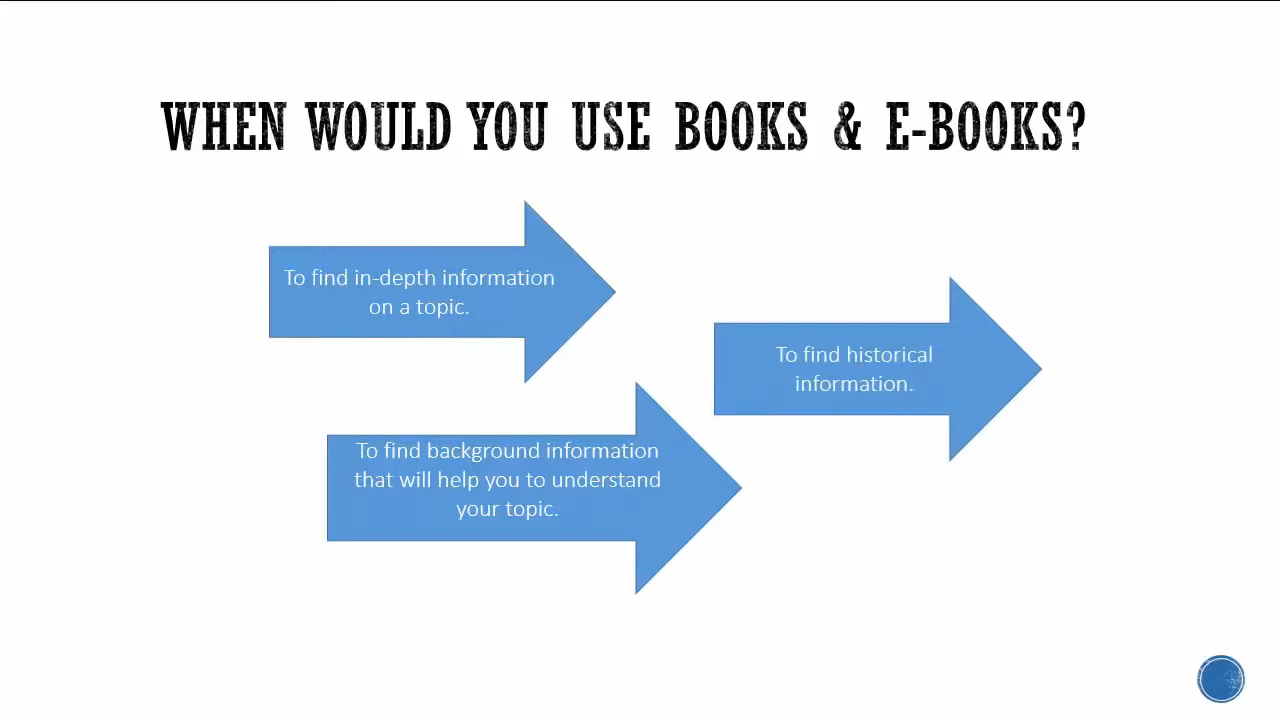 WHEN WOULD YOU USE BOOKS & E-BOOKS?
To find in-depth information
on a topic.
To find historical
information.
To find background information
that will help you to understand
your topic.